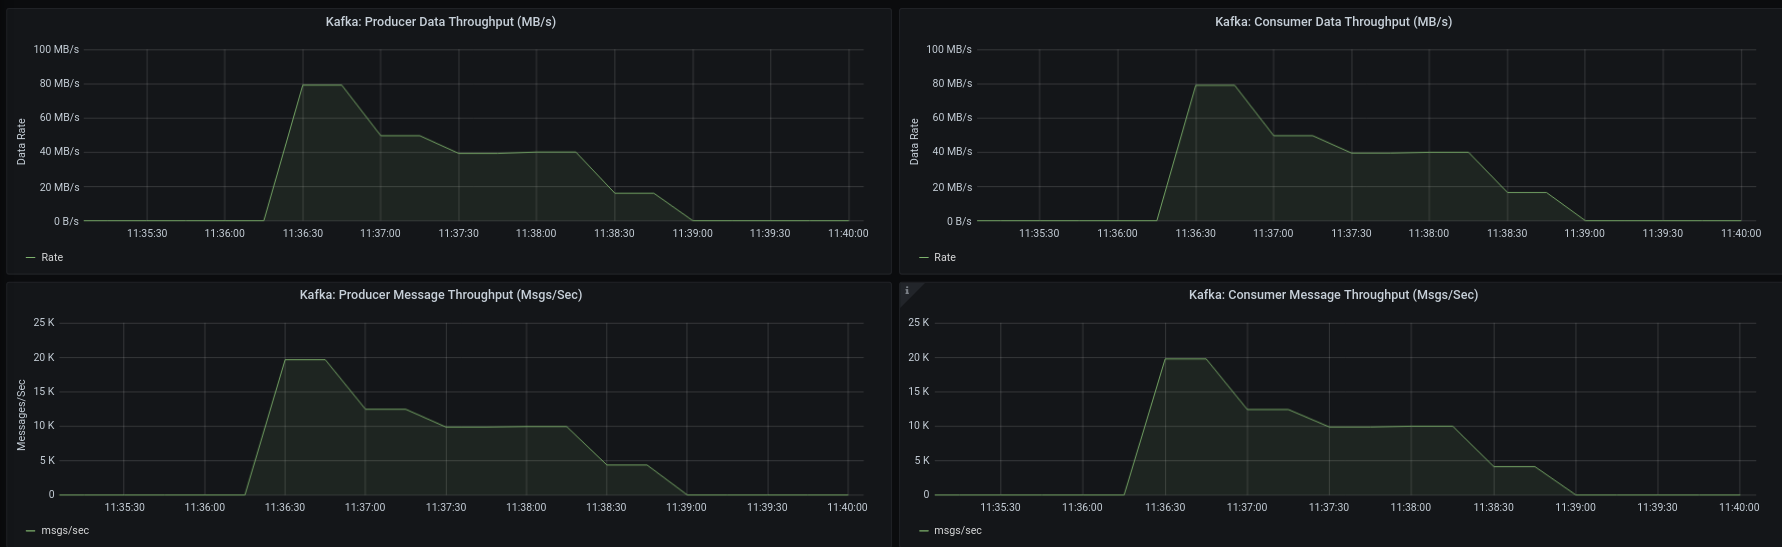 Kafka: Producer Data Throughput (MB/s)
Data Rate
100 MB/s
80 MB/s
60 MB/s
40 MB/s
20 MB/s
0 B/s
11:35:30 11:36:00 11:36:30 11:37:00 11:37:30 11:38:00 11:38:30 11:39:00 11:39:30 11:40:00
Rate
Kafka: Consumer Data Throughput (MB/s)
Data Rate
100 MB/s
80 MB/s
60 MB/s
40 MB/s
20 MB/s
0 B/s
11:35:30 11:36:00 11:36:30 11:37:00 11:37:30 11:38:00 11:38:30 11:39:00 11:39:30 11:40:00
Rate
Kafka: Producer Message Throughput (Msgs/Sec)
Messages/Sec
25 K
20 K
15 K
10 K
5 K
0
11:35:30 11:36:00 11:36:30 11:37:00 11:37:30 11:38:00 11:38:30 11:39:00 11:39:30 11:40:00
msgs/sec
i
Kafka: Consumer Message Throughput (Msgs/Sec)
25 K
20 K
15 K
10 K
5 K
0
11:35:30 11:36:00 11:36:30 11:37:00 11:37:30 11:38:00 11:38:30 11:39:00 11:39:30 11:40:00
msgs/sec